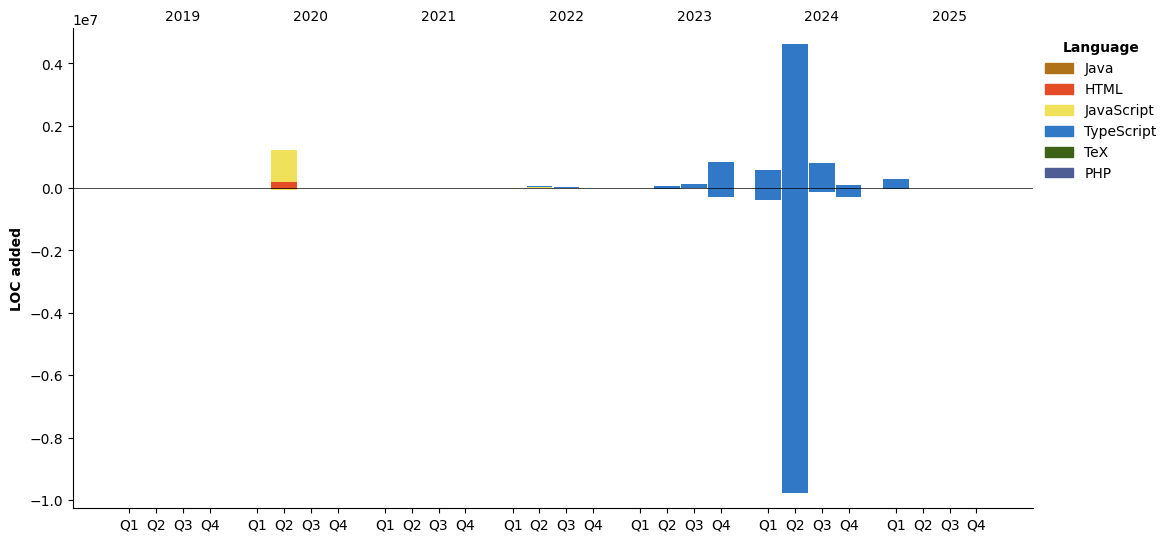 1e7
2019 2020 2021 2022 2023 2024 2025
Language
Java
HTML
JavaScript
TypeScript
TeX
PHP
LOC added
0.4
0.2
0.0
−0.2
−0.4
−0.6
−0.8
−1.0
Q1 Q2 Q3 Q4 Q1 Q2 Q3 Q4 Q1 Q2 Q3 Q4 Q1 Q2 Q3 Q4 Q1 Q2 Q3 Q4 Q1 Q2 Q3 Q4 Q1 Q2 Q3 Q4